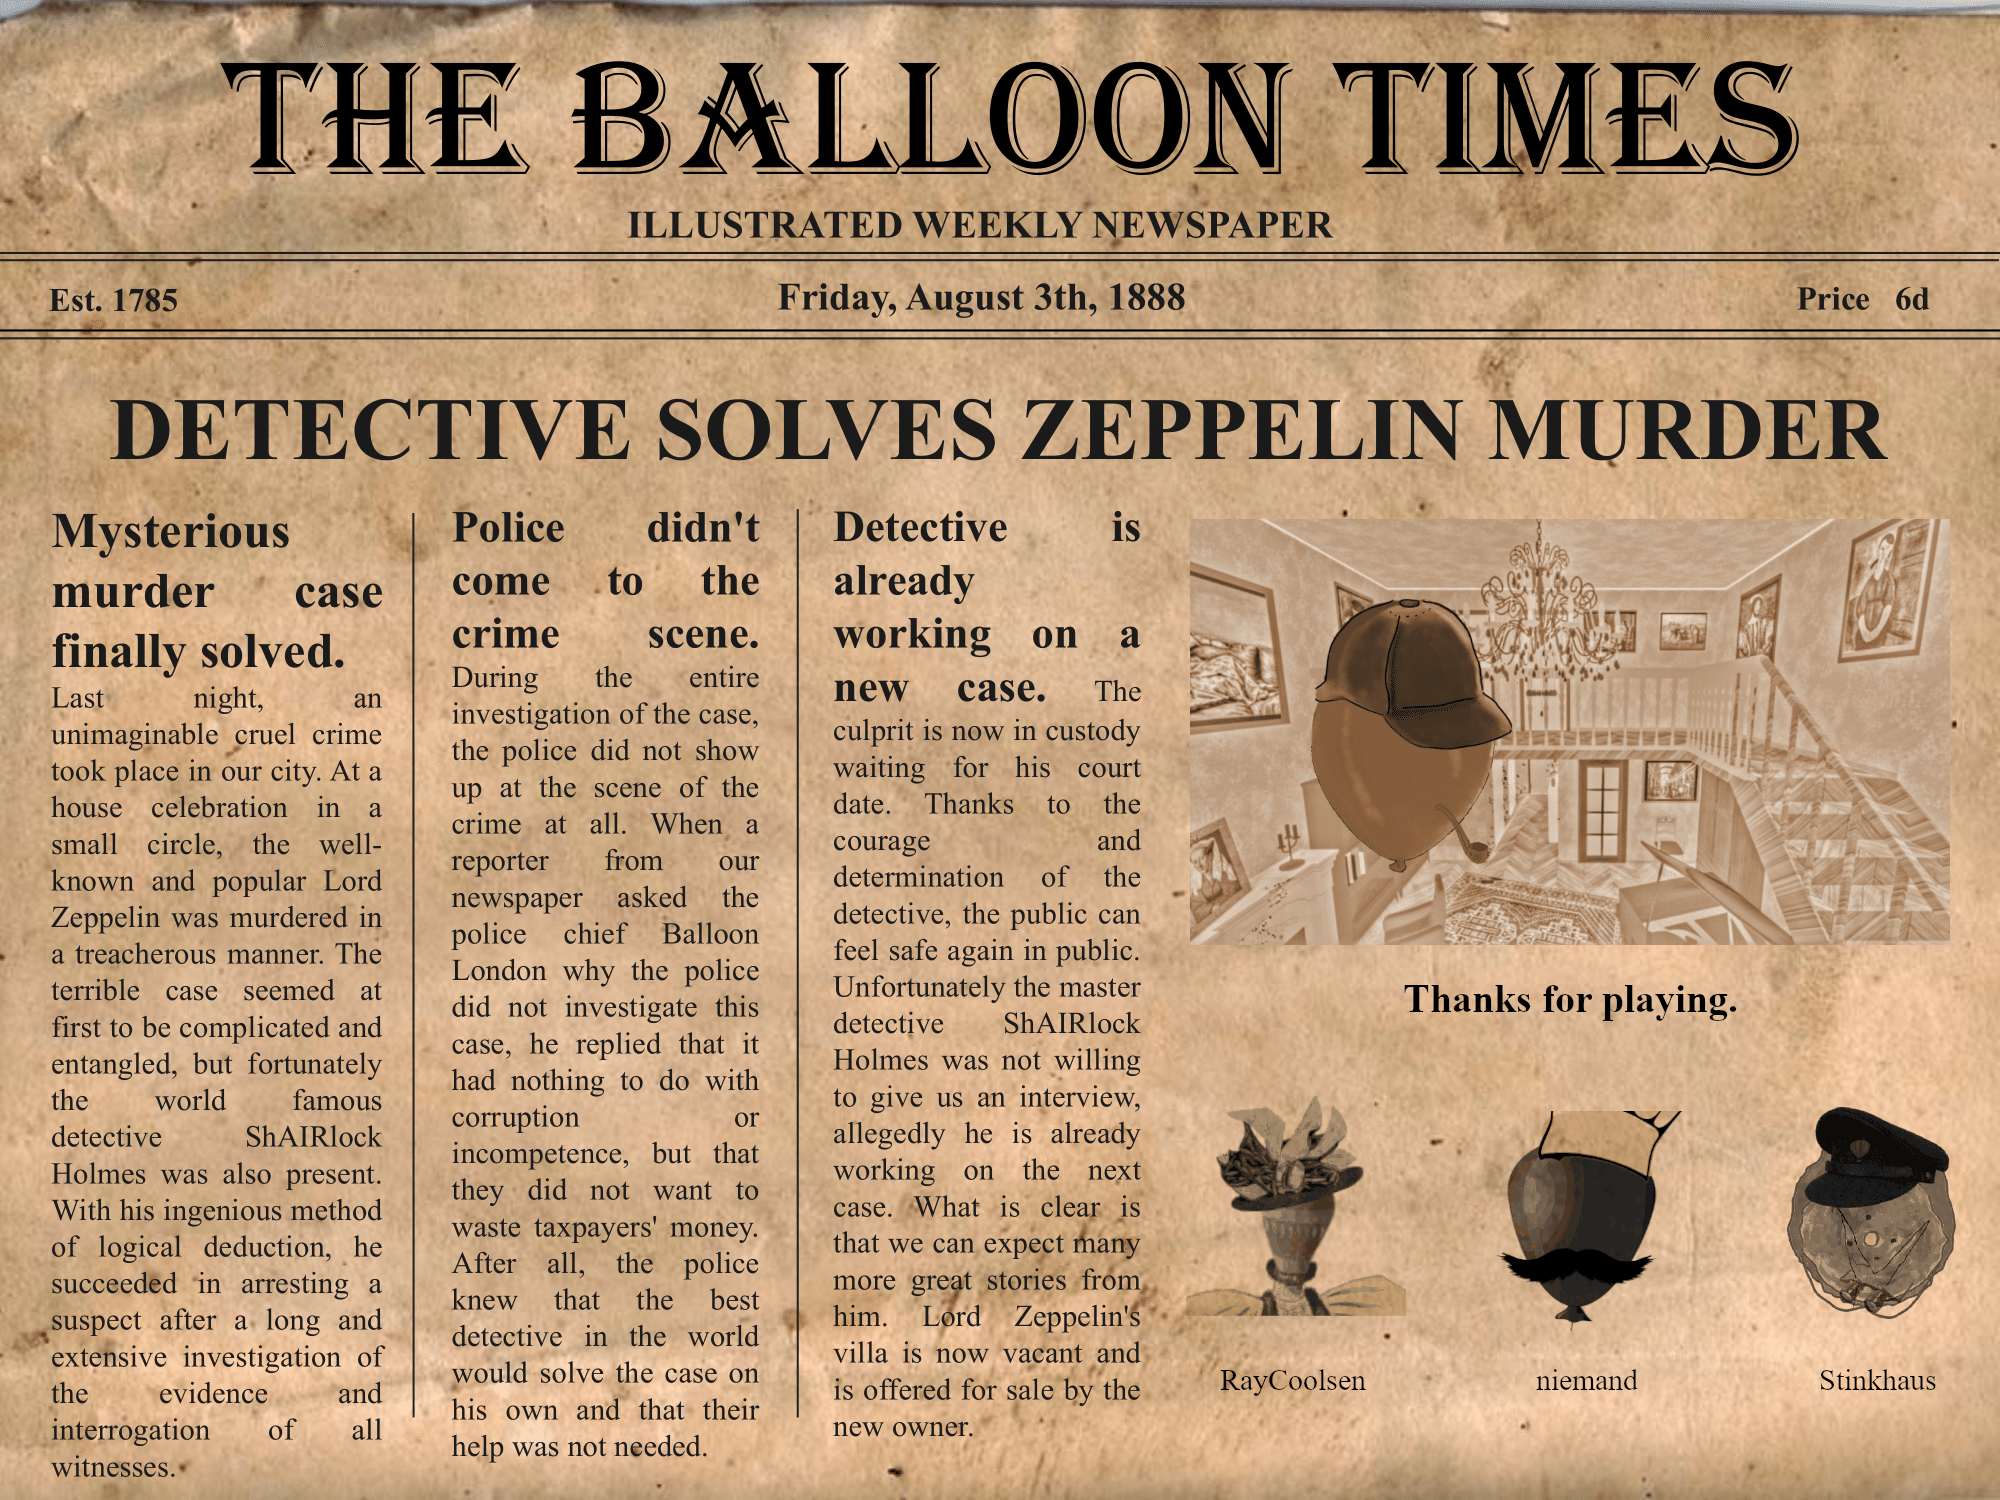 THE BALLOON TIMES
ILLUSTRATED WEEKLY NEWSPAPER
Est. 1785
Friday, August 3th, 1888
Price 6d
DETECTIVE SOLVES ZEPPELIN MURDER
Mysterious
murder case
finally solved.
Last night, an
unimaginable cruel crime
took place in our city. At a
house celebration in a
small circle, the well-
known and popular Lord
Zeppelin was murdered in
a treacherous manner. The
terrible case seemed at
first to be complicated and
entangled, but fortunately
the world famous
detective ShAIRlock
Holmes was also present.
With his ingenious method
of logical deduction, he
succeeded in arresting a
suspect after a long and
extensive investigation of
the evidence and
interrogation of all
witnesses.
Police didn't
come to the
crime scene.
During the entire
investigation of the case,
the police did not show
up at the scene of the
crime at all. When a
reporter from our
newspaper asked the
police chief Balloon
London why the police
did not investigate this
case, he replied that it
had nothing to do with
corruption or
incompetence, but that
they did not want to
waste taxpayers' money.
After all, the police
knew that the best
detective in the world
would solve the case on
his own and that their
help was not needed.
Detective is
already
working on a
new case. The
culprit is now in custody
waiting for his court
date. Thanks to the
courage and
determination of the
detective, the public can
feel safe again in public.
Unfortunately the master
detective ShAIRlock
Holmes was not willing
to give us an interview,
allegedly he is already
working on the next
case. What is clear is
that we can expect many
more great stories from
him. Lord Zeppelin's
villa is now vacant and
is offered for sale by the
new owner.
Thanks for playing.
RayCoolsen
niemand
Stinkhaus